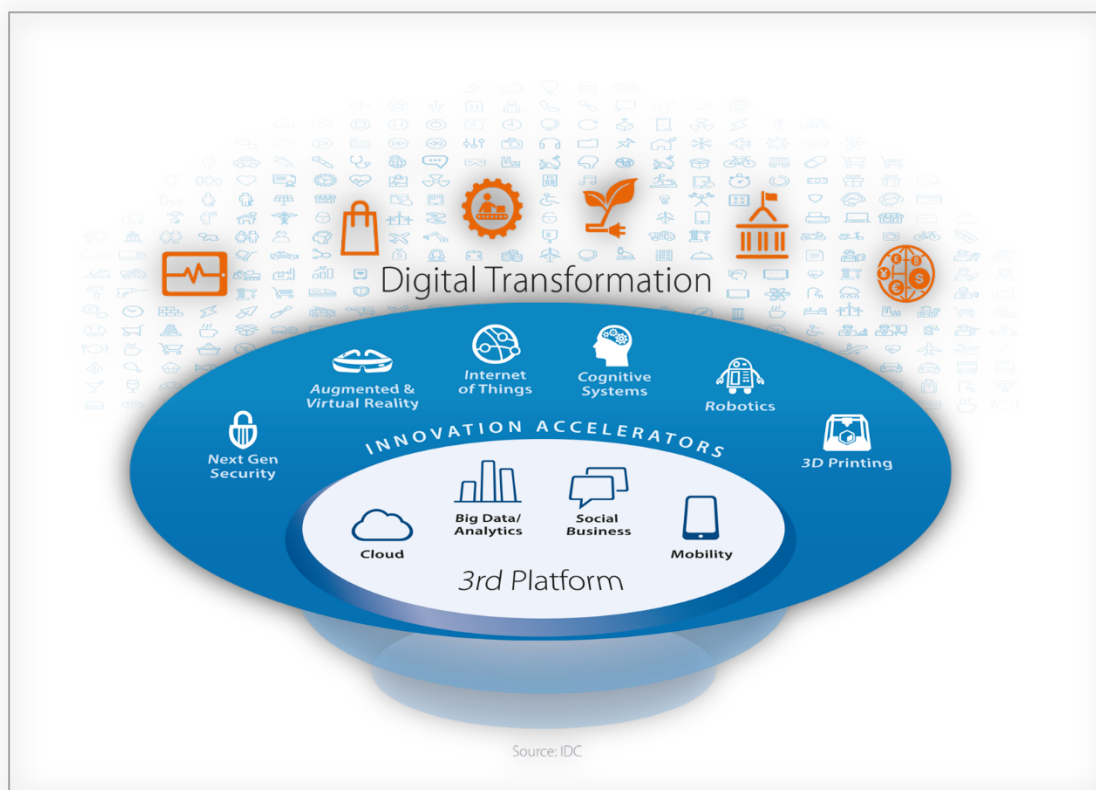 Digital Transformation
Augmented &
Virtual Reality
Internet
of Things
Cognitive
Systems
Robotics
Next Gen
Security
3D Printing
INNOVATION ACCELERATORS
Cloud
Big Data/
Analytics
Social
Business
Mobility
3rd Platform
Source: IDC